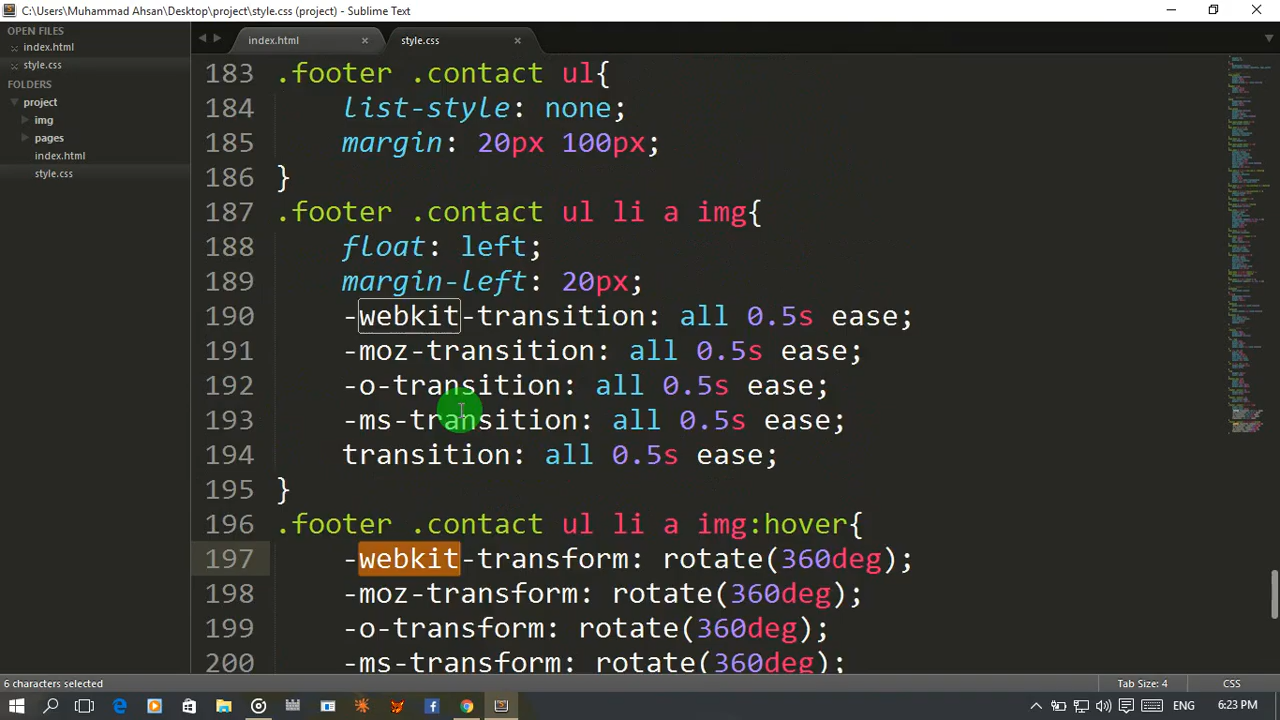 C:\Users\Muhammad Ahsan\Desktop\project\style.css (project) - Sublime Text
OPEN FILES
index.html
style.css
FOLDERS
project
img
pages
index.html
style.css
index.html
style.css
183 .footer .contact ul{
184 list-style: none;
185 margin: 20px 100px;
186 }
187 .footer .contact ul li a img{
188 float: left;
189 margin-left: 20px;
190 -webkit-transition: all 0.5s ease;
191 -moz-transition: all 0.5s ease;
192 -o-transition: all 0.5s ease;
193 -ms-transition: all 0.5s ease;
194 transition: all 0.5s ease;
195 }
196 .footer .contact ul li a img:hover{
197 -webkit-transform: rotate(360deg);
198 -moz-transform: rotate(360deg);
199 -o-transform: rotate(360deg);
200 -ms-transform: rotate(360deg);
6 characters selected
Tab Size: 4
CSS
ENG
6:23 PM